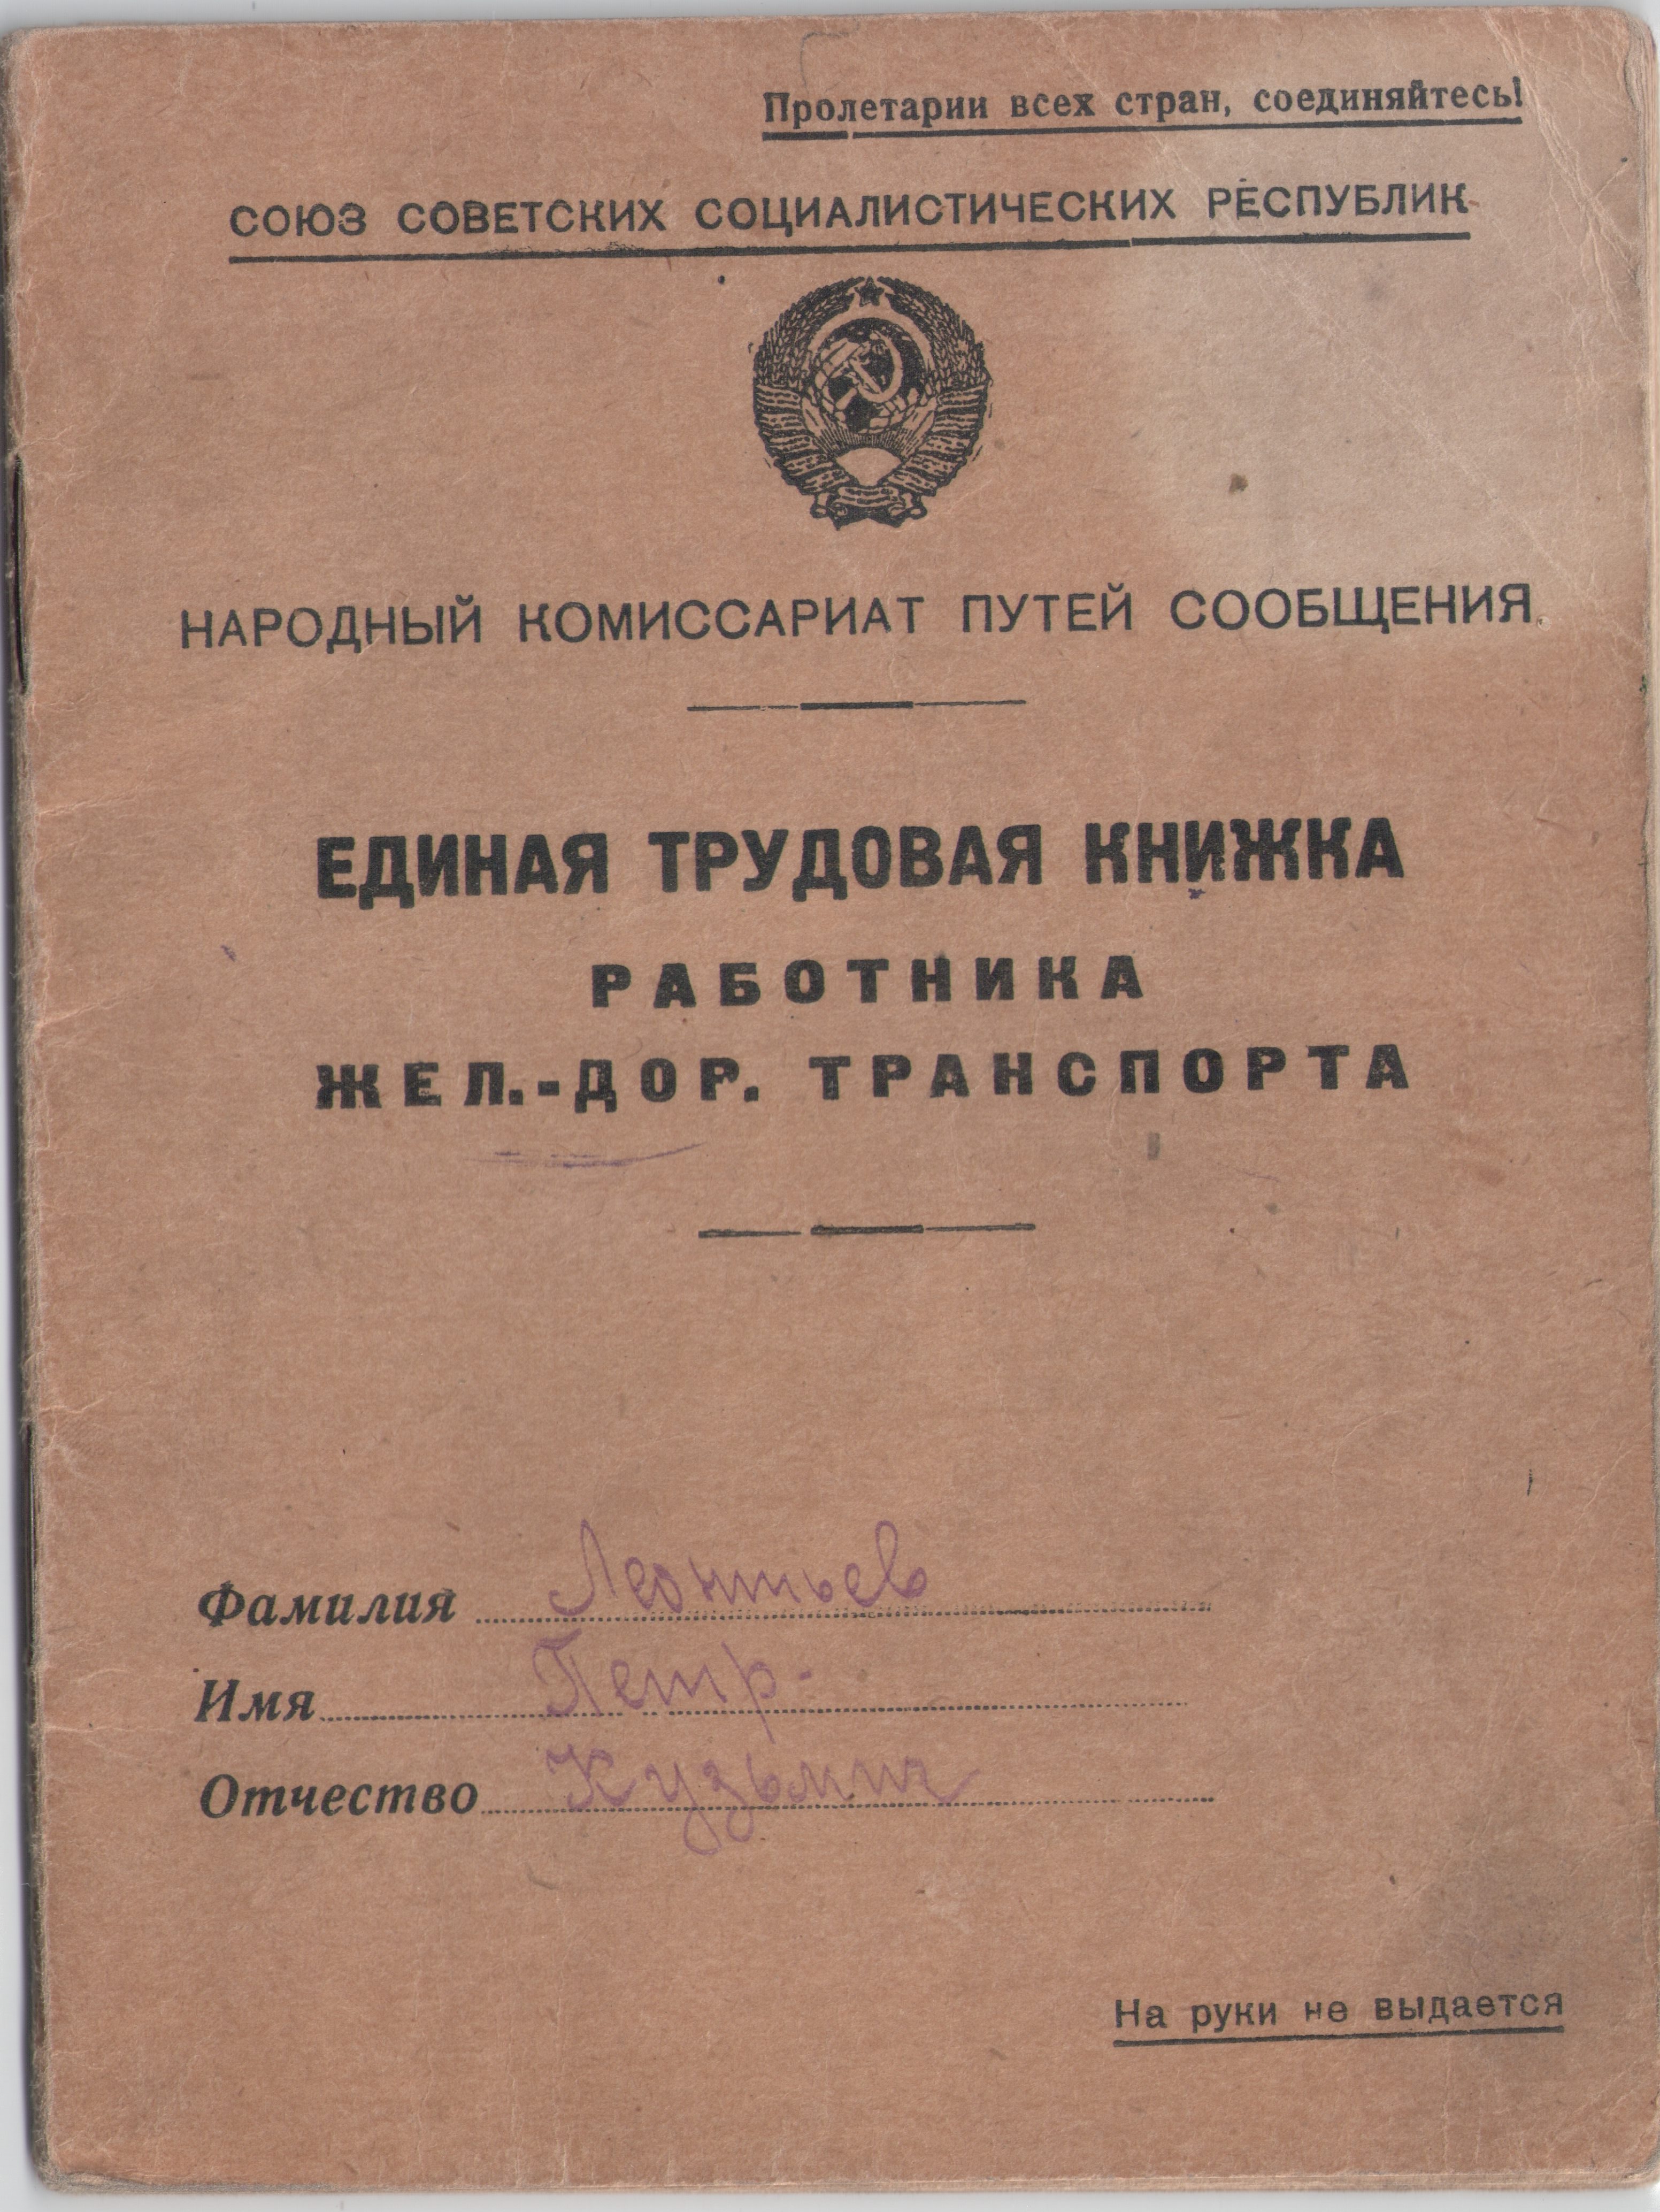 Пролетарии всех стран, соединяйтесь!
СОЮЗ СОВЕТСКИХ СОЦИАЛИСТИЧЕСКИХ РЕСПУБЛИК
НАРОДНЫЙ КОМИССАРИАТ ПУТЕЙ СООБЩЕНИЯ
ЕДИНАЯ ТРУДОВАЯ КНИЖКА
РАБОТНИКА
ЖЕЛ.-ДОР. ТРАНСПОРТА
Фамилия Леонтьев
Имя Петр
Отчество Кузьмич
На руки не выдается